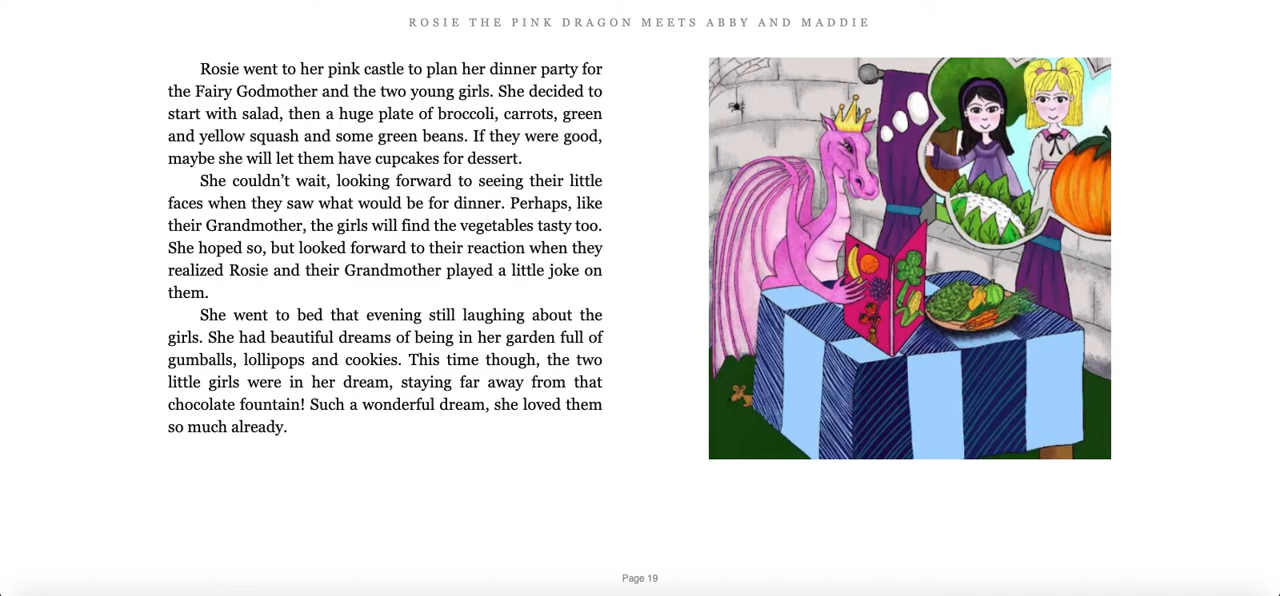 ROSIE THE PINK DRAGON MEETS ABBY AND MADDIE
Rosie went to her pink castle to plan her dinner party for
the Fairy Godmother and the two young girls. She decided to
start with salad, then a huge plate of broccoli, carrots, green
and yellow squash and some green beans. If they were good,
maybe she will let them have cupcakes for dessert.
She couldn’t wait, looking forward to seeing their little
faces when they saw what would be for dinner. Perhaps, like
their Grandmother, the girls will find the vegetables tasty too.
She hoped so, but looked forward to their reaction when they
realized Rosie and their Grandmother played a little joke on
them.
She went to bed that evening still laughing about the
girls. She had beautiful dreams of being in her garden full of
gumballs, lollipops and cookies. This time though, the two
little girls were in her dream, staying far away from that
chocolate fountain! Such a wonderful dream, she loved them
so much already.
Page 19